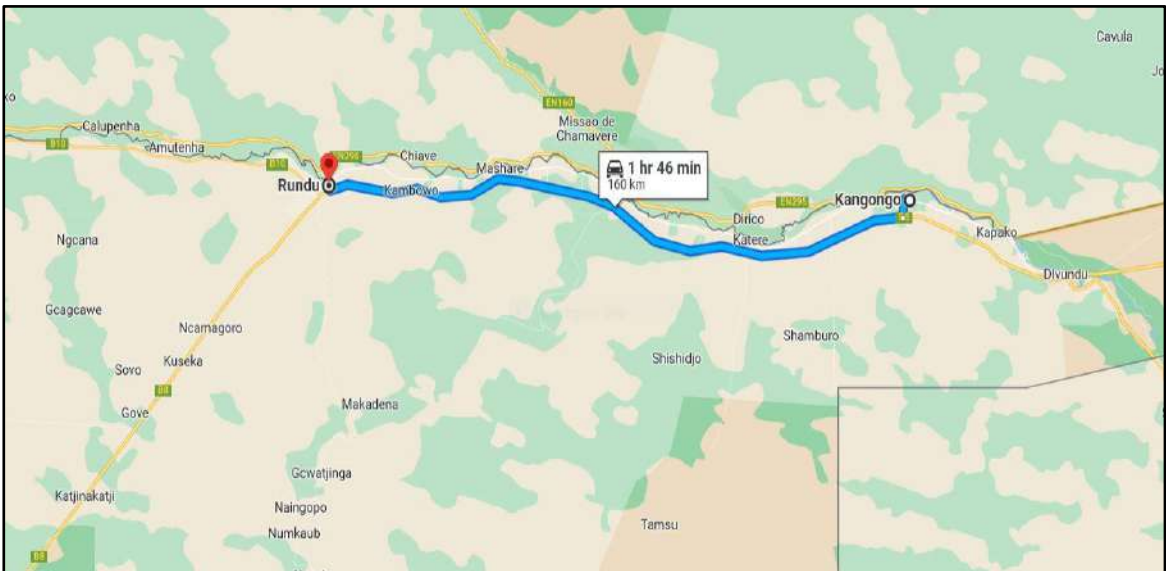 Cavula
EN160
Missao de
Chamavere
Calupenha
B10
Amutenha
B10
EN296
Chiave
Mashare
1 hr 46 min
160 km
Rundu
Kambowo
Kangongo
EN295
Dirico
Katere
Kapako
Divundu
Ngcana
Gcagcawe
Ncamagoro
Kuseka
Sovo
B8
Gove
Shamburo
Shishidjo
Makadena
Gcwatjinga
Katjinakatji
Naingopo
Numkaub
Tamsu
B8